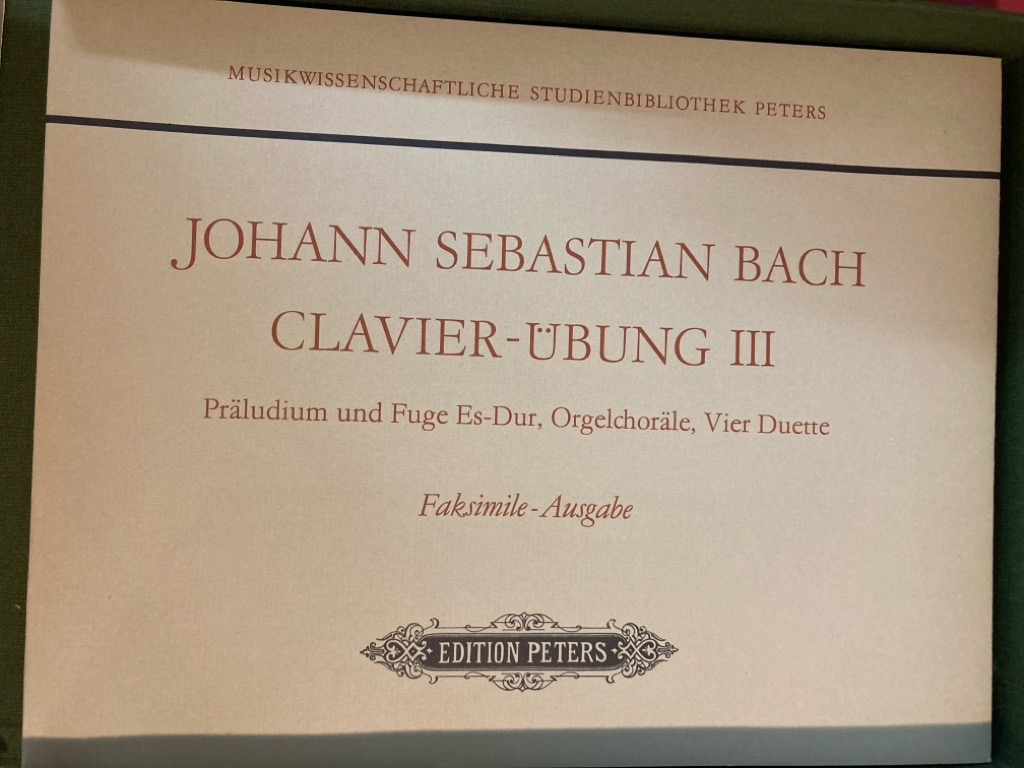 MUSIKWISSENSCHAFTLICHE STUDIENBIBLIOTHEK PETERS
JOHANN SEBASTIAN BACH
CLAVIER-ÜBUNG III
Präludium und Fuge Es-Dur, Orgelchoräle, Vier Duette
Faksimile-Ausgabe
EDITION PETERS